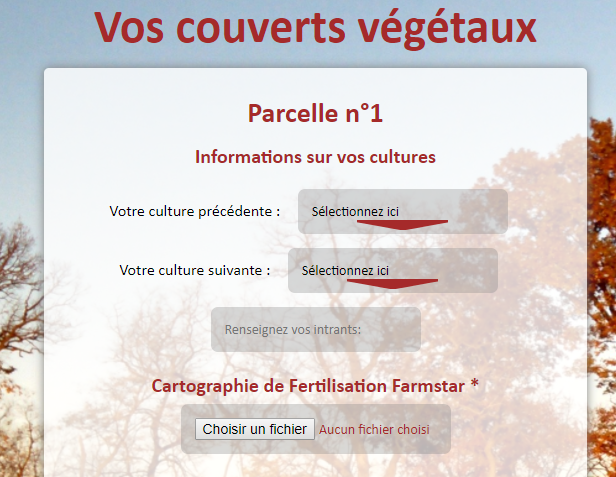 Vos couverts végétaux
Parcelle n°1
Informations sur vos cultures
Votre culture précédente : Sélectionnez ici
Votre culture suivante : Sélectionnez ici
Renseignez vos intrants:
Cartographie de Fertilisation Farmstar *
Choisir un fichier Aucun fichier choisi